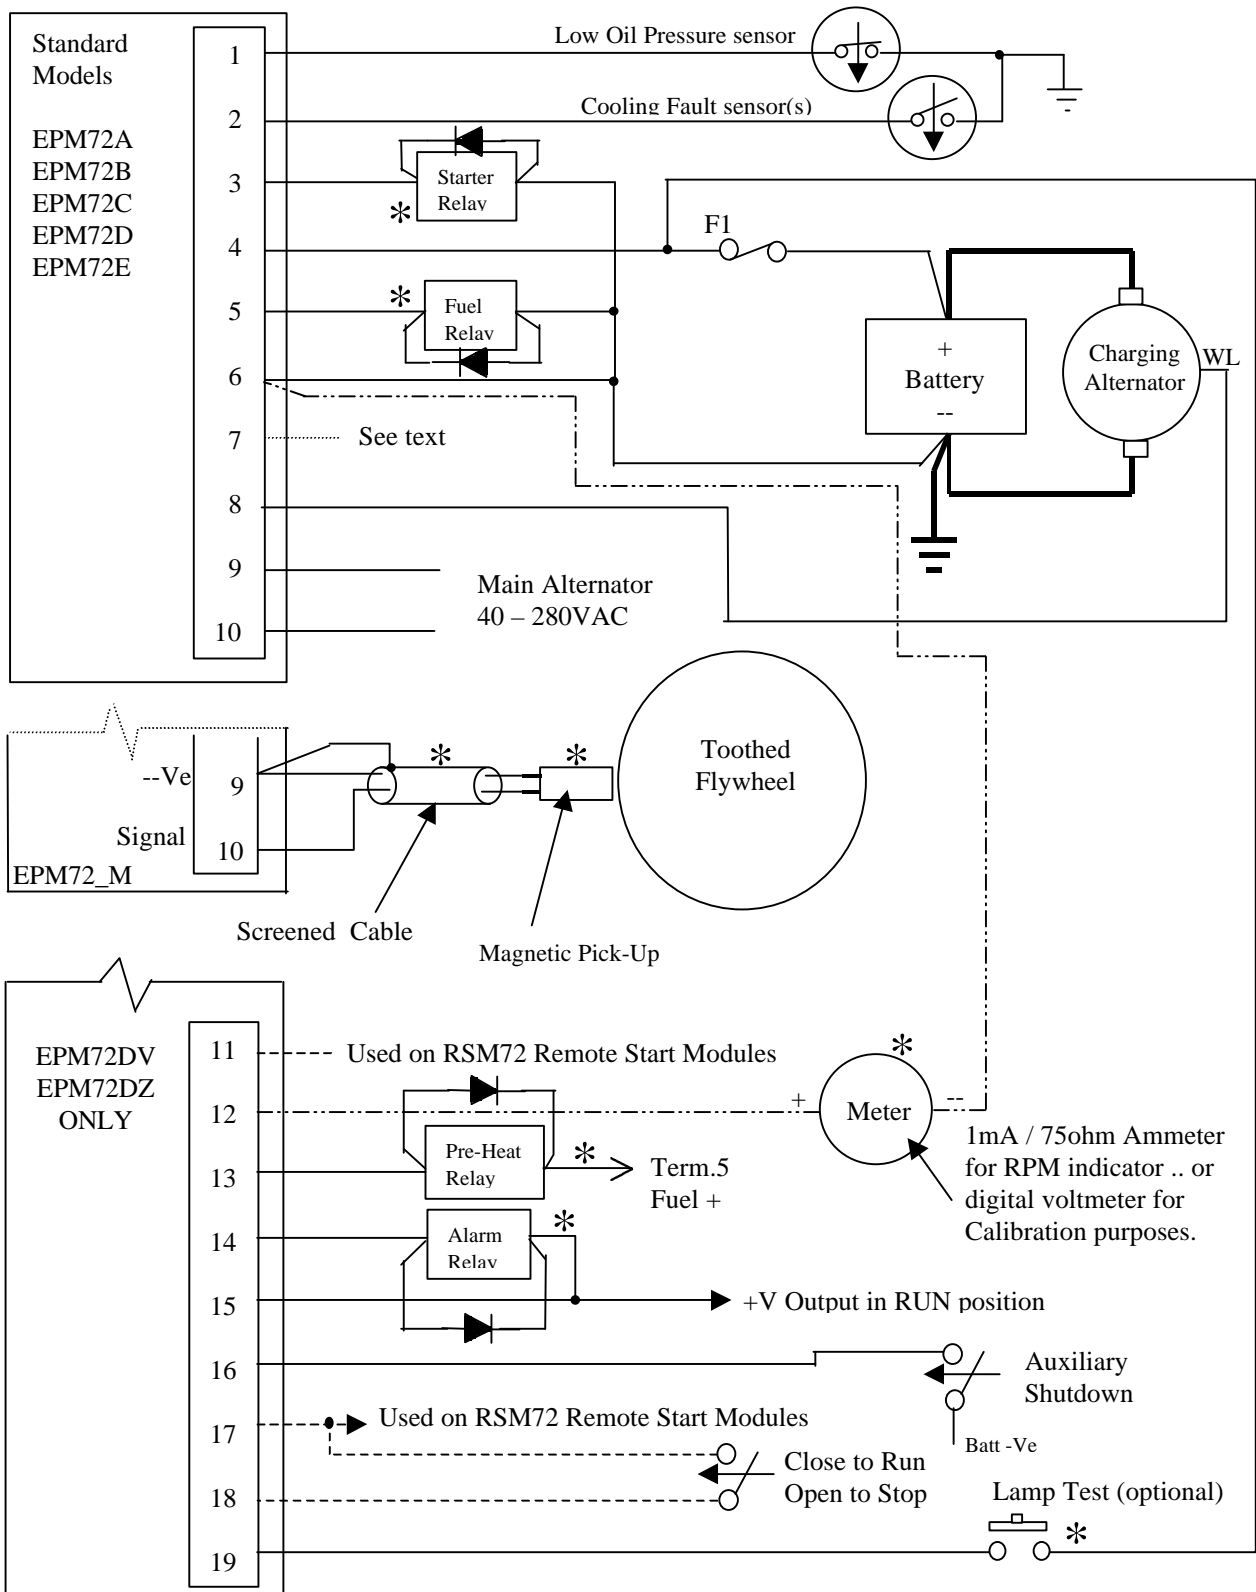 Standard
Models
EPM72A
EPM72B
EPM72C
EPM72D
EPM72E
1
2
3
4
5
6
7
8
9
10
Low Oil Pressure sensor
Cooling Fault sensor(s)
Starter
Relay
*
F1
*
Fuel
Relay
+
Battery
--
Charging
Alternator
WL
See text
Main Alternator
40 – 280VAC
--Ve
9
Signal
10
EPM72_M
*
*
Toothed
Flywheel
Screened Cable
Magnetic Pick-Up
EPM72DV
EPM72DZ
ONLY
11
12
13
14
15
16
17
18
19
Used on RSM72 Remote Start Modules
+
Meter
--
*
Pre-Heat
Relay
*
Term.5
Fuel +
1mA / 75ohm Ammeter
for RPM indicator .. or
digital voltmeter for
Calibration purposes.
Alarm
Relay
*
+V Output in RUN position
Auxiliary
Shutdown
Batt -Ve
Used on RSM72 Remote Start Modules
Close to Run
Open to Stop
Lamp Test (optional)
*